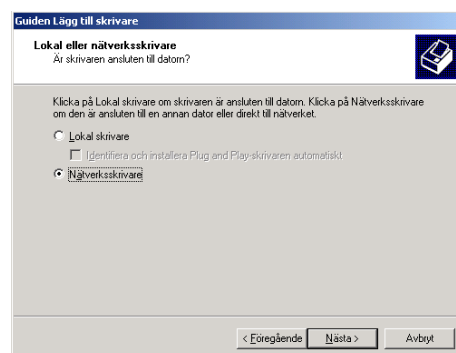 Guiden Lägg till skrivare
Lokal eller nätverksskrivare
Är skrivaren ansluten till datorn?
Klicka på Lokal skrivare om skrivaren är ansluten till datorn. Klicka på Nätverksskrivare
om den är ansluten till en annan dator eller direkt till nätverket.
Lokal skrivare
Identifiera och installera Plug and Play-skrivaren automatiskt
Nätverksskrivare
< Föregående Nästa > Avbryt